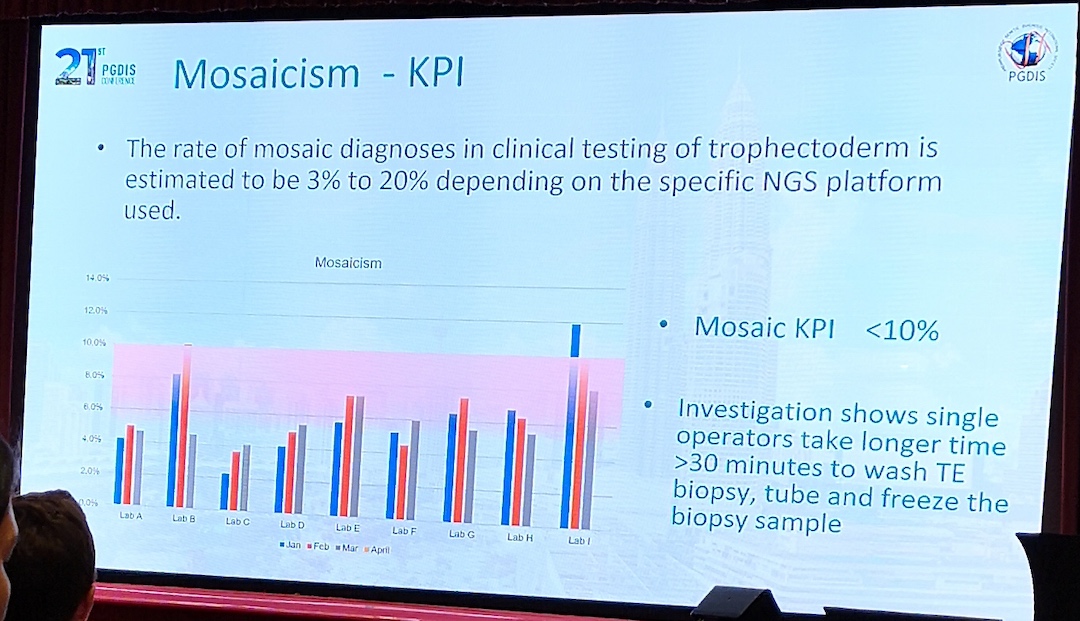 21ST
PGDIS
CONFERENCE
Mosaicism - KPI
PGDIS
• The rate of mosaic diagnoses in clinical testing of trophectoderm is
estimated to be 3% to 20% depending on the specific NGS platform
used.
Mosaicism
14.0%
12.0%
10.0%
8.0%
6.0%
4.0%
2.0%
0.0%
Lab A Lab B Lab C Lab D Lab E Lab F Lab G Lab H Lab I
Jan Feb Mar April
• Mosaic KPI <10%
• Investigation shows single
operators take longer time
>30 minutes to wash TE
biopsy, tube and freeze the
biopsy sample